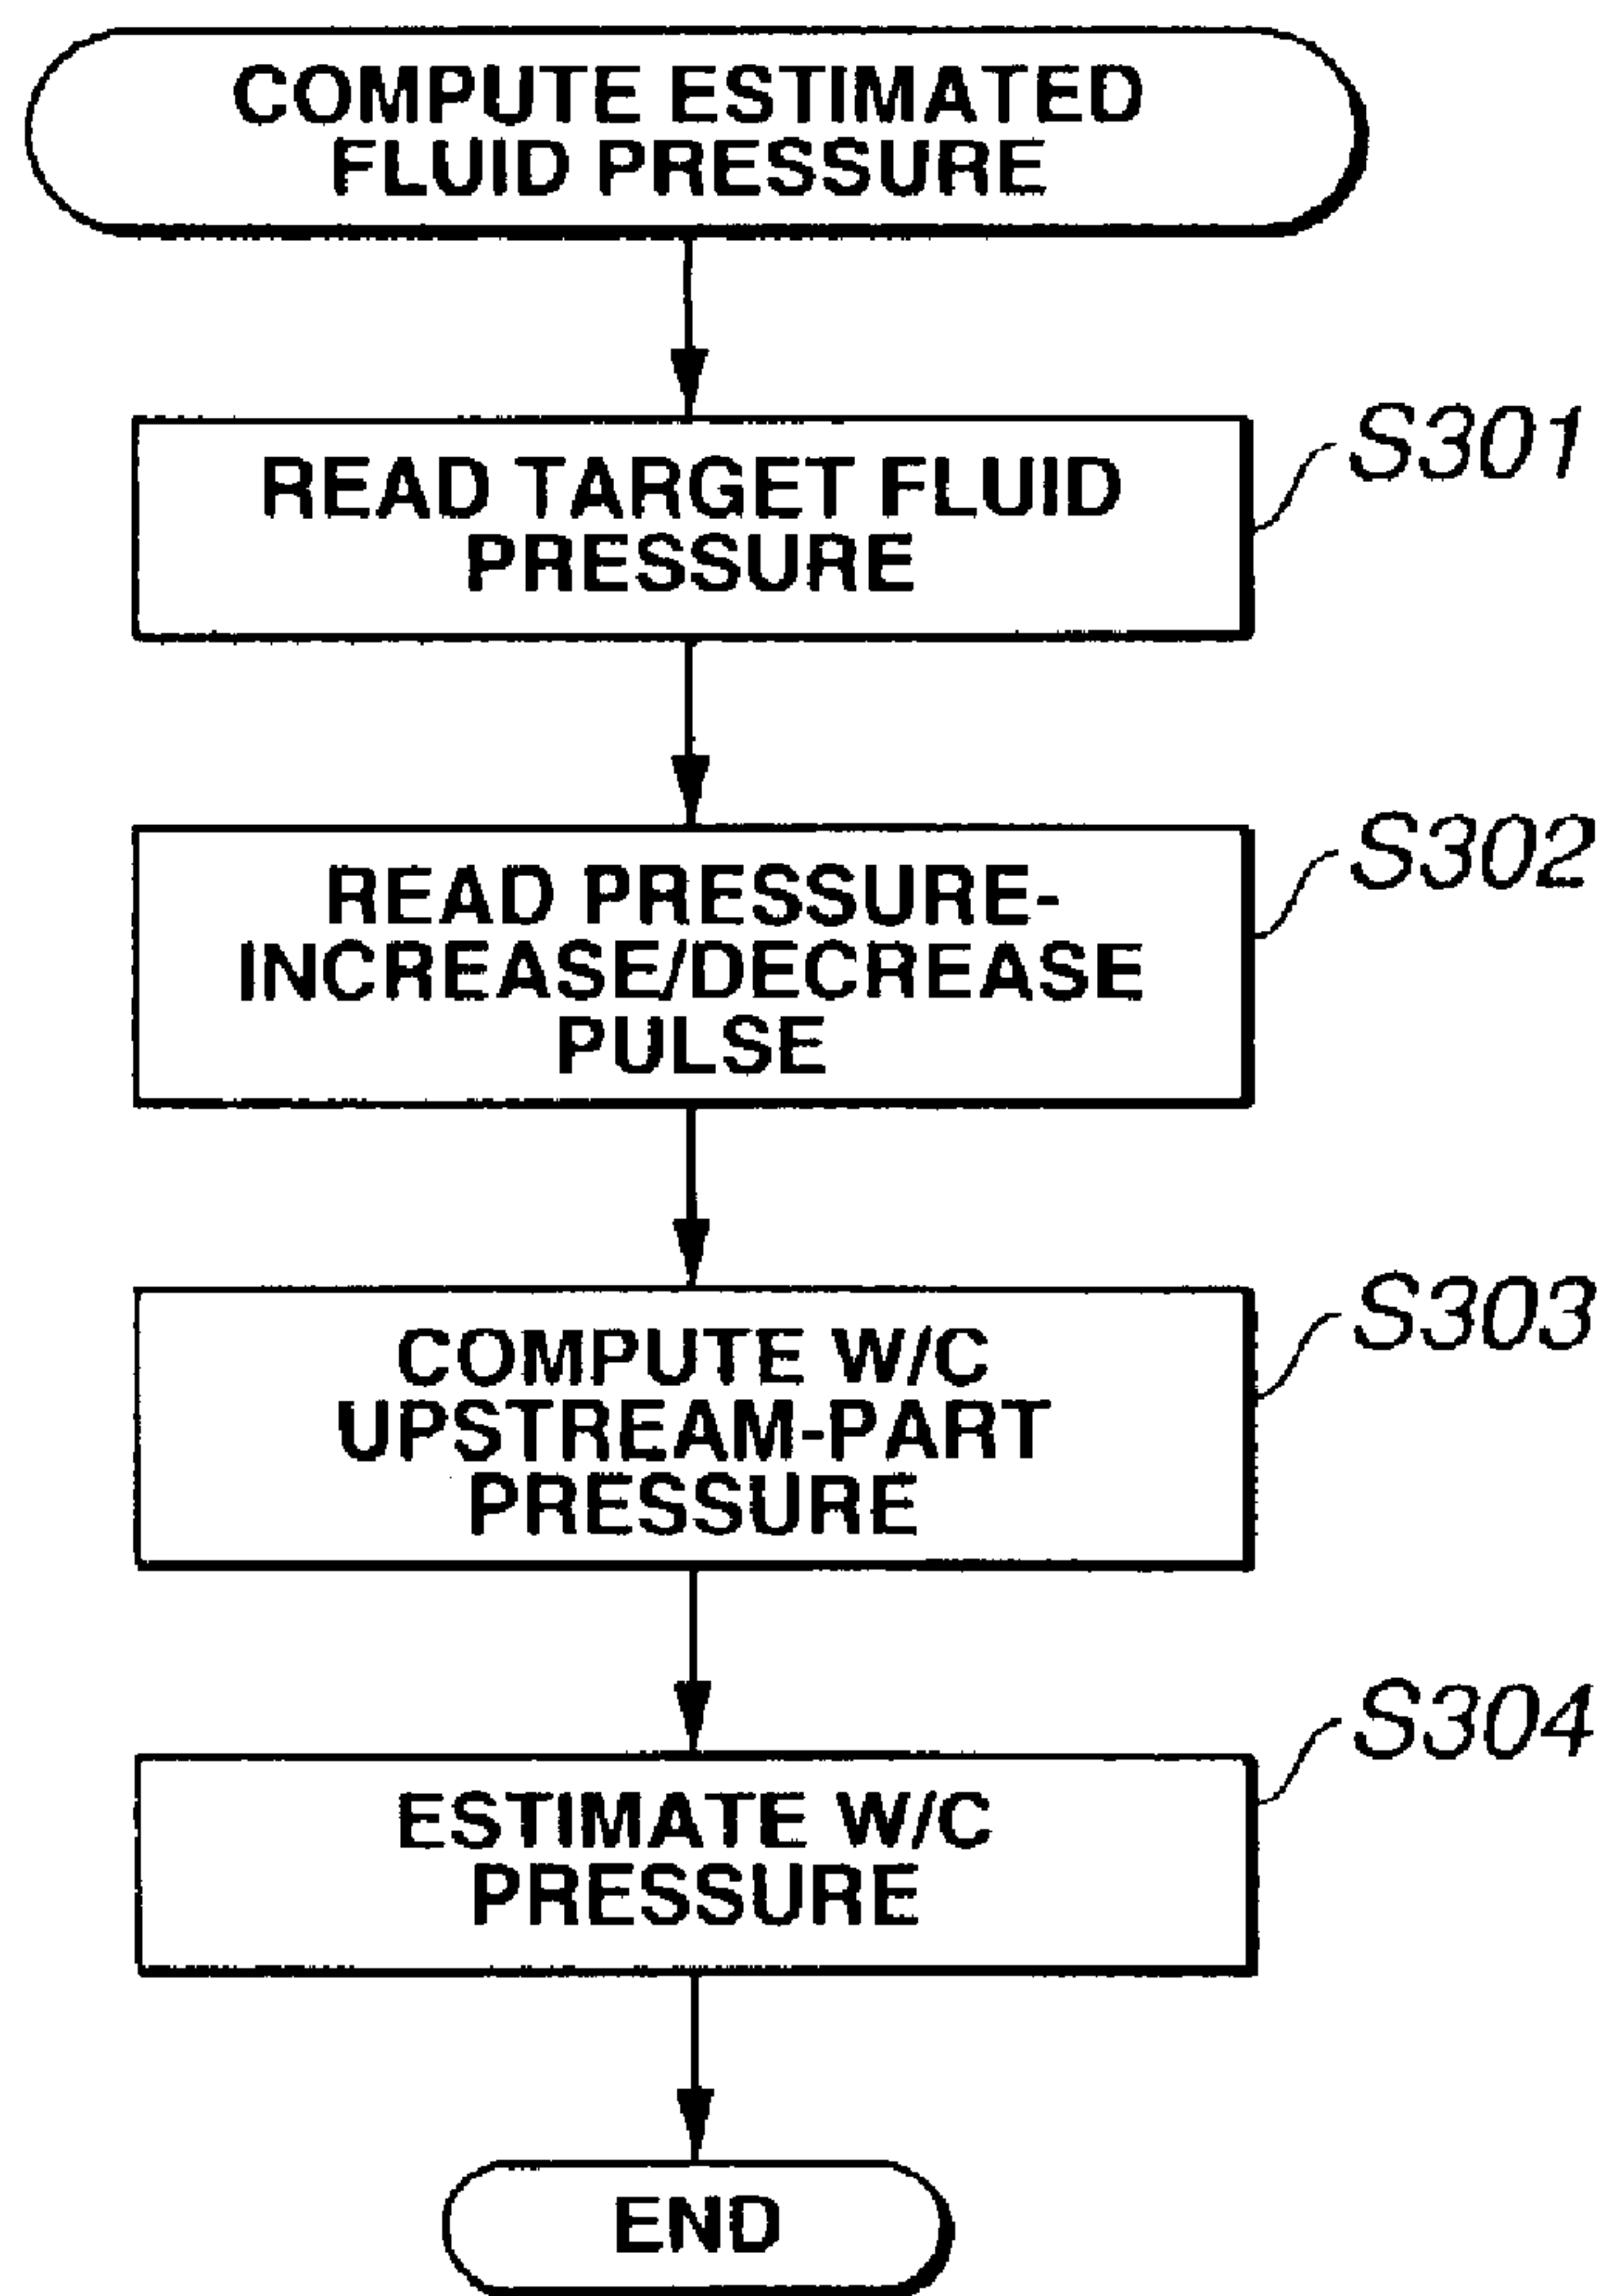 COMPUTE ESTIMATED
FLUID PRESSURE
READ TARGET FLUID
PRESSURE
S301
READ PRESSURE-
INCREASE/DECREASE
PULSE
S302
COMPUTE W/C
UPSTREAM-PART
PRESSURE
S303
ESTIMATE W/C
PRESSURE
S304
END